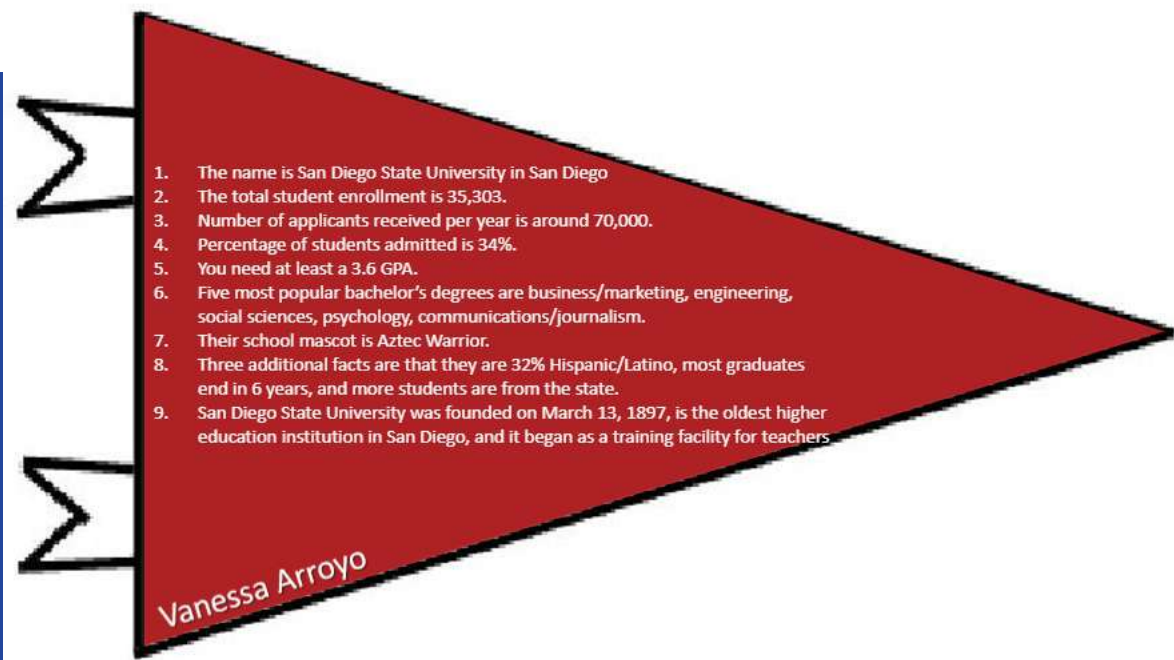 1. The name is San Diego State University in San Diego
2. The total student enrollment is 35,303.
3. Number of applicants received per year is around 70,000.
4. Percentage of students admitted is 34%.
5. You need at least a 3.6 GPA.
6. Five most popular bachelor’s degrees are business/marketing, engineering,
social sciences, psychology, communications/journalism.
7. Their school mascot is Aztec Warrior.
8. Three additional facts are that they are 32% Hispanic/Latino, most graduates
end in 6 years, and more students are from the state.
9. San Diego State University was founded on March 13, 1897, is the oldest higher
education institution in San Diego, and it began as a training facility for teachers
Vanessa Arroyo